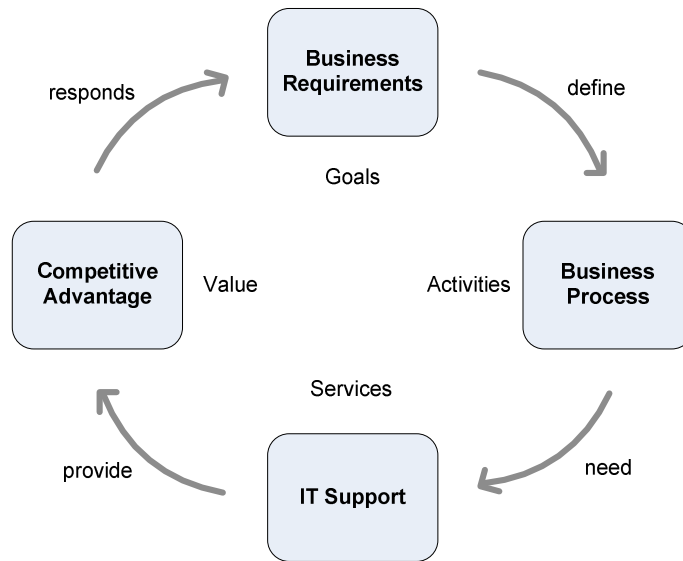 Business
Requirements
responds
define
Goals
Competitive
Advantage
Value
Activities
Business
Process
Services
provide
IT Support
need